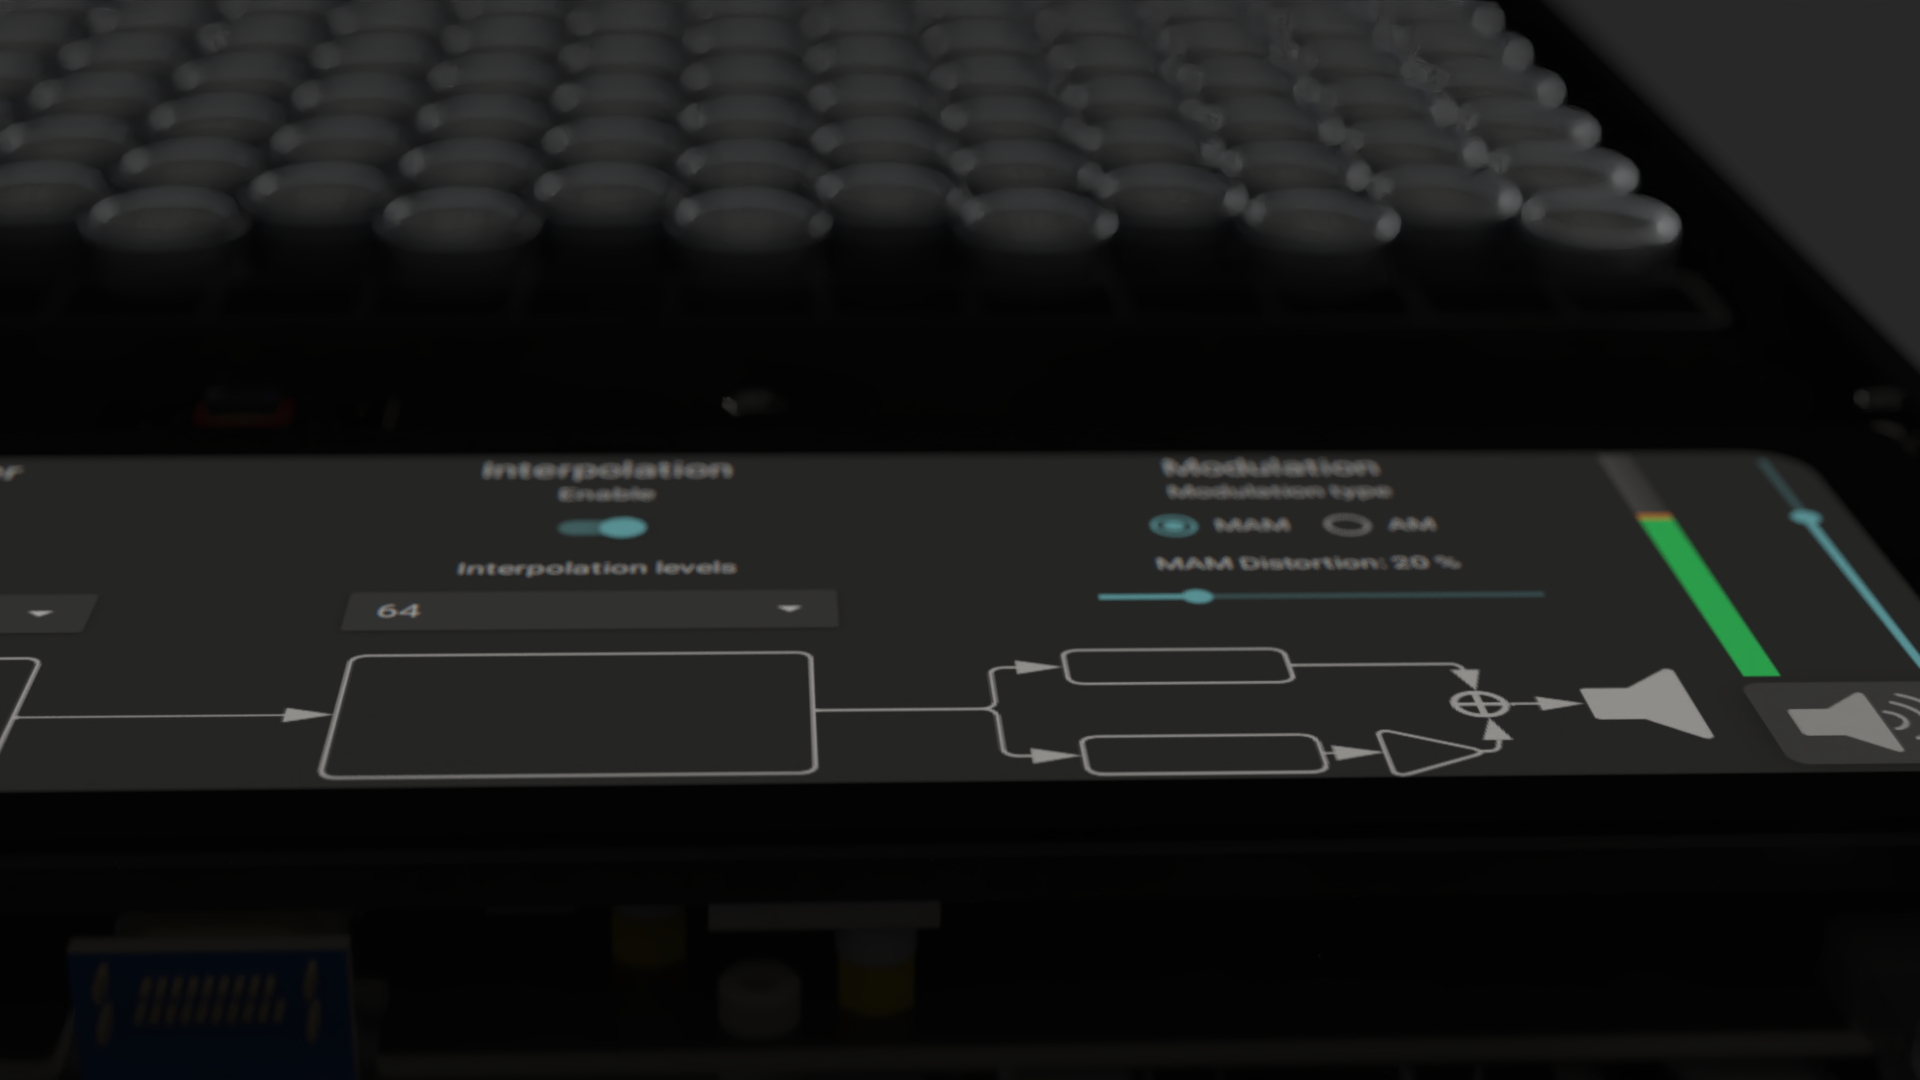 Interpolation
Enable
Interpolation levels
64
Modulation
Modulation type
MAM
AM
MAM Distortion: 20 %